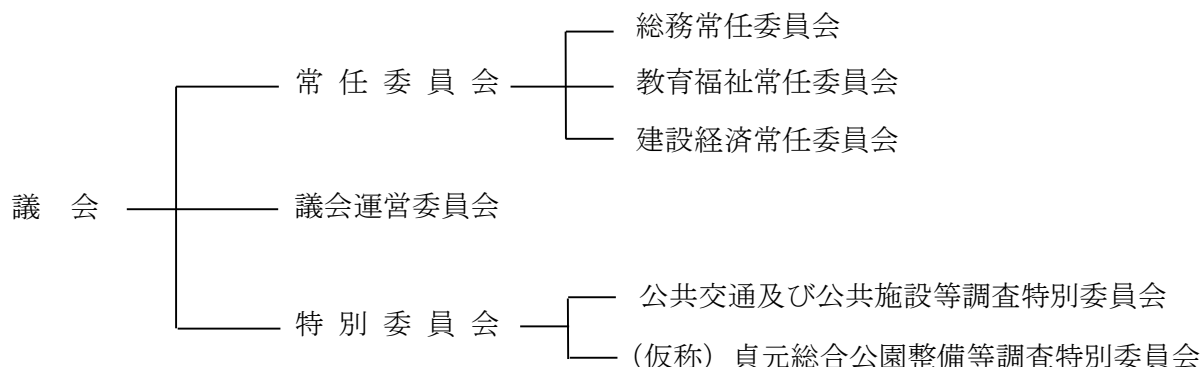 総務常任委員会
常任委員会
教育福祉常任委員会
建設経済常任委員会
議会
議会運営委員会
公共交通及び公共施設等調査特別委員会
特別委員会
(仮称)貞元総合公園整備等調査特別委員会